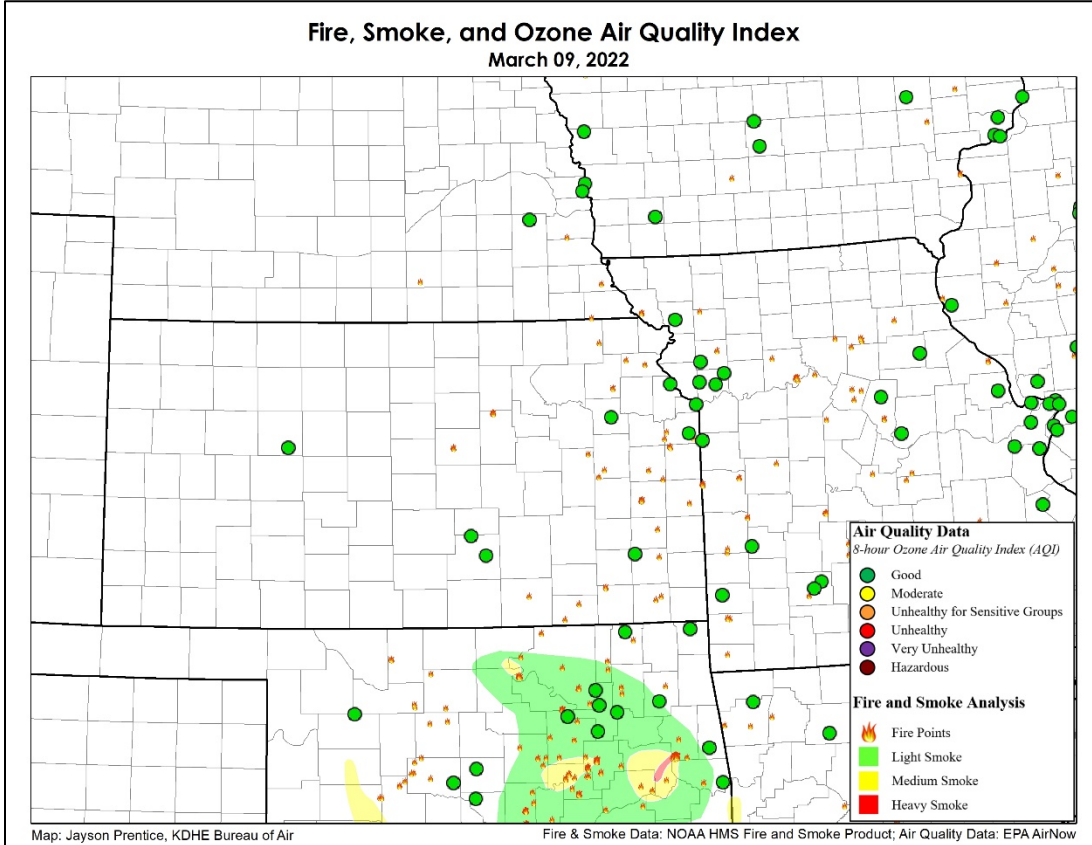 Fire, Smoke, and Ozone Air Quality Index
March 09, 2022
Air Quality Data
8-hour Ozone Air Quality Index (AQI)
Good
Moderate
Unhealthy for Sensitive Groups
Unhealthy
Very Unhealthy
Hazardous
Fire and Smoke Analysis
Fire Points
Light Smoke
Medium Smoke
Heavy Smoke
Map: Jayson Prentice, KDHE Bureau of Air
Fire & Smoke Data: NOAA HMS Fire and Smoke Product; Air Quality Data: EPA AirNow